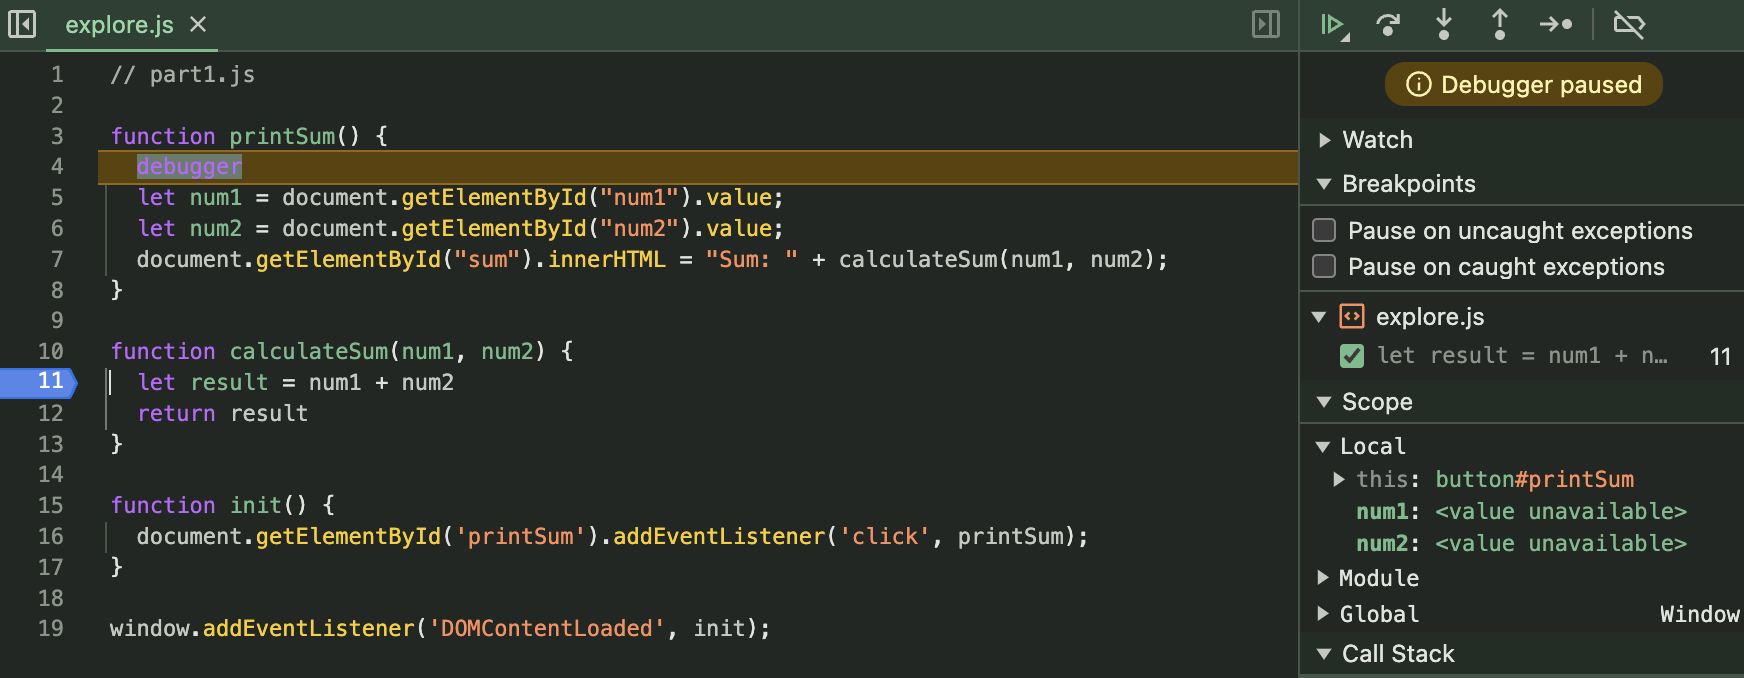 explore.js
1 // part1.js
2
3 function printSum() {
4 debugger
5 let num1 = document.getElementById("num1").value;
6 let num2 = document.getElementById("num2").value;
7 document.getElementById("sum").innerHTML = "Sum: " + calculateSum(num1, num2);
8 }
9
10 function calculateSum(num1, num2) {
11 let result = num1 + num2
12 return result
13 }
14
15 function init() {
16 document.getElementById('printSum').addEventListener('click', printSum);
17 }
18
19 window.addEventListener('DOMContentLoaded', init);
Debugger paused
Watch
Breakpoints
Pause on uncaught exceptions
Pause on caught exceptions
explore.js
let result = num1 + n… 11
Scope
Local
this: button#printSum
num1: <value unavailable>
num2: <value unavailable>
Module
Global Window
Call Stack